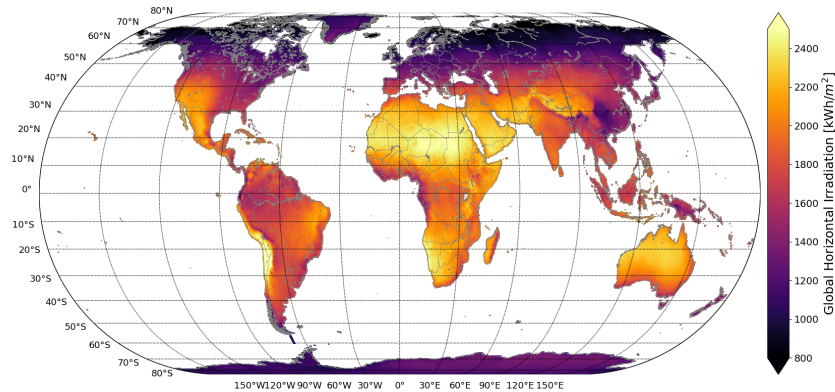 80°N
70°N
60°N
50°N
40°N
30°N
20°N
10°N
0°
10°S
20°S
30°S
40°S
50°S
60°S
70°S
80°S
150°W 120°W 90°W 60°W 30°W 0° 30°E 60°E 90°E 120°E 150°E
2400
2200
2000
1800
1600
1400
1200
1000
800
Global Horizontal Irradiation [kWh/m²]